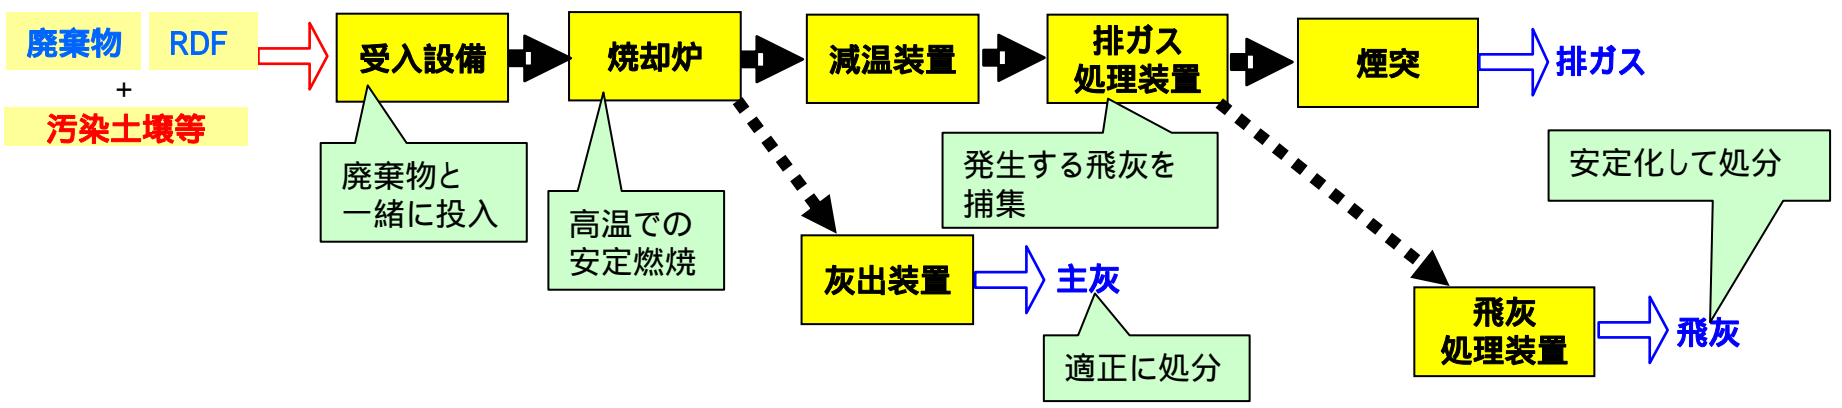 廃棄物
RDF
+
汚染土壌等
受入設備
焼却炉
減温装置
排ガス
処理装置
煙突
排ガス
廃棄物と
一緒に投入
高温での
安定燃焼
発生する飛灰を
捕集
安定化して処分
灰出装置
主灰
適正に処分
飛灰
処理装置
飛灰